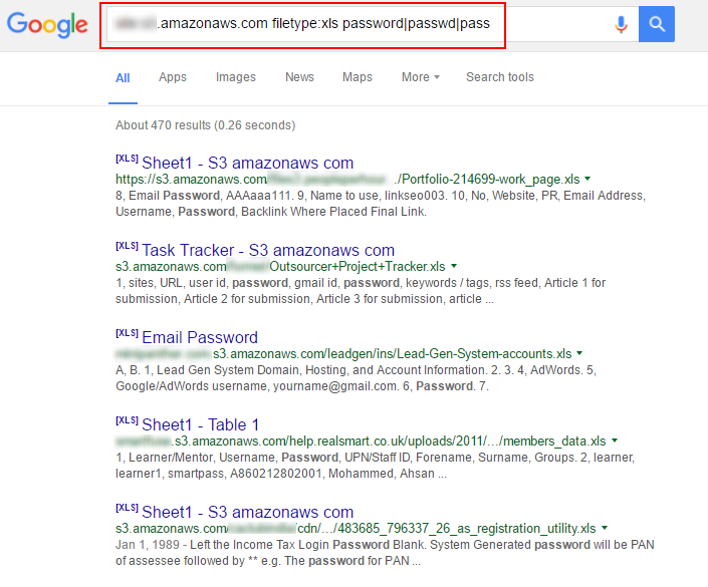 Google
.amazonaws.com filetype:xls password|passwd|pass
All Apps Images News Maps More Search tools
About 470 results (0.26 seconds)
[XLS] Sheet1 - S3 amazonaws com
https://s3.amazonaws.com/ ../Portfolio-214699-work_page.xls
8, Email Password, AAAaaa111. 9, Name to use, linkseo003. 10, No, Website, PR, Email Address,
Username, Password, Backlink Where Placed Final Link.
[XLS] Task Tracker - S3 amazonaws com
s3.amazonaws.com/ Outsourcer+Project+Tracker.xls
1, sites, URL, user id, password, gmail id, password, keywords / tags, rss feed, Article 1 for
submission, Article 2 for submission, Article 3 for submission, article ...
[XLS] Email Password
s3.amazonaws.com/leadgen/ins/Lead-Gen-System-accounts.xls
A, B. 1, Lead Gen System Domain, Hosting, and Account Information. 2. 3. 4, AdWords. 5,
Google/AdWords username, yourname@gmail.com. 6, Password. 7.
[XLS] Sheet1 - Table 1
.s3.amazonaws.com/help.realsmart.co.uk/uploads/2011/.../members_data.xls
1, Learner/Mentor, Username, Password, UPN/Staff ID, Forename, Surname, Groups. 2, learner,
learner1, smartpass, A860212802001, Mohammed, Ahsan ...
[XLS] Sheet1 - S3 amazonaws com
s3.amazonaws.com/ cdn/.../483685_796337_26_as_registration_utility.xls
Jan 1, 1989 - Left the Income Tax Login Password Blank. System Generated password will be PAN
of assessee followed by ** e.g. The password for PAN ...